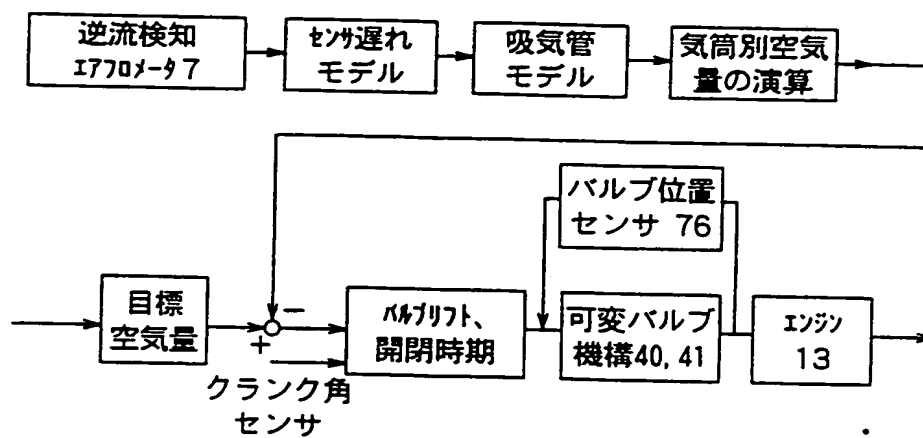 逆流検知
エアフロメータ7
センサ遅れ
モデル
吸気管
モデル
気筒別空気
量の演算
バルブ位置
センサ 76
目標
空気量
−
+
クランク角
センサ
バルブリフト、
開閉時期
可変バルブ
機構40, 41
エンジン
13